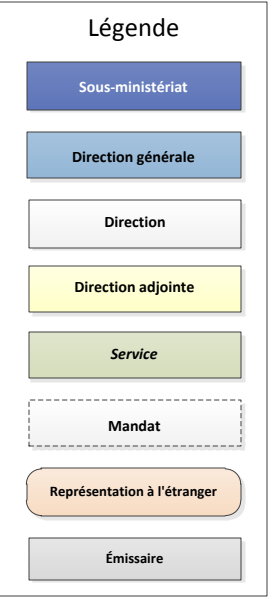 Légende
Sous-ministériat
Direction générale
Direction
Direction adjointe
Service
Mandat
Représentation à l'étranger
Émissaire